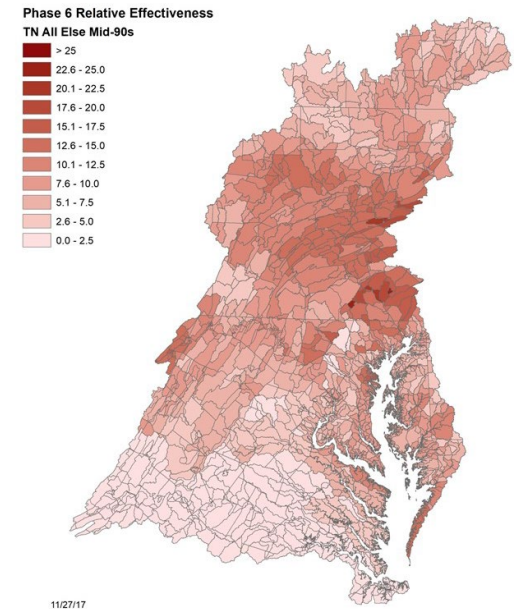 Phase 6 Relative Effectiveness
TN All Else Mid-90s
> 25
22.6 - 25.0
20.1 - 22.5
17.6 - 20.0
15.1 - 17.5
12.6 - 15.0
10.1 - 12.5
7.6 - 10.0
5.1 - 7.5
2.6 - 5.0
0.0 - 2.5
11/27/17